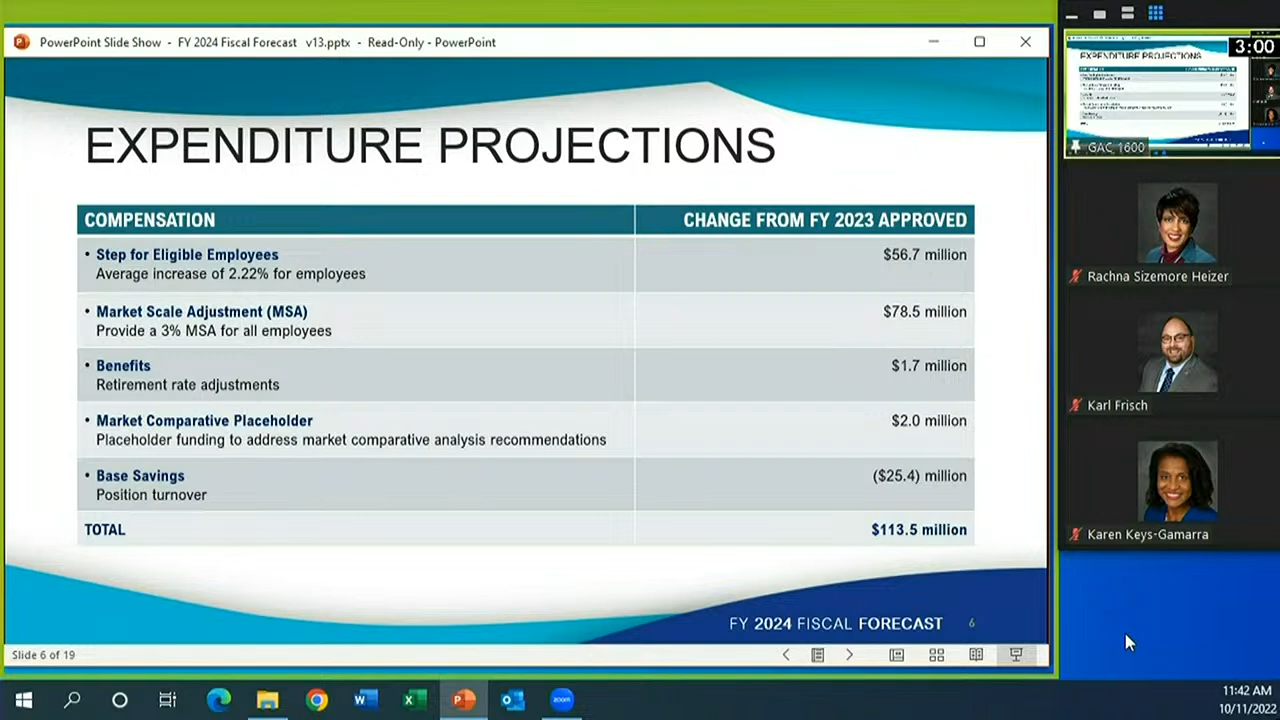 PowerPoint Slide Show - FY 2024 Fiscal Forecast v13.pptx - Read-Only - PowerPoint
EXPENDITURE PROJECTIONS
COMPENSATION CHANGE FROM FY 2023 APPROVED
• Step for Eligible Employees $56.7 million
Average increase of 2.22% for employees
• Market Scale Adjustment (MSA) $78.5 million
Provide a 3% MSA for all employees
• Benefits $1.7 million
Retirement rate adjustments
• Market Comparative Placeholder $2.0 million
Placeholder funding to address market comparative analysis recommendations
• Base Savings ($25.4) million
Position turnover
TOTAL $113.5 million
FY 2024 FISCAL FORECAST 6
Slide 6 of 19
3:00
EXPENDITURE PROJECTIONS
GAC 1600
Rachna Sizemore Heizer
Karl Frisch
Karen Keys-Gamarra
zoom
11:42 AM
10/11/2022